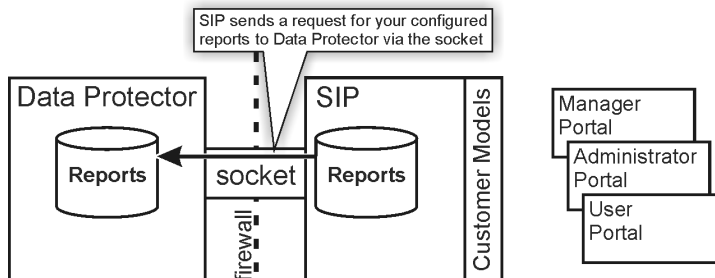 SIP sends a request for your configured
reports to Data Protector via the socket
Data Protector
SIP
Reports
socket
Reports
firewall
Customer Models
Manager
Portal
Administrator
Portal
User
Portal